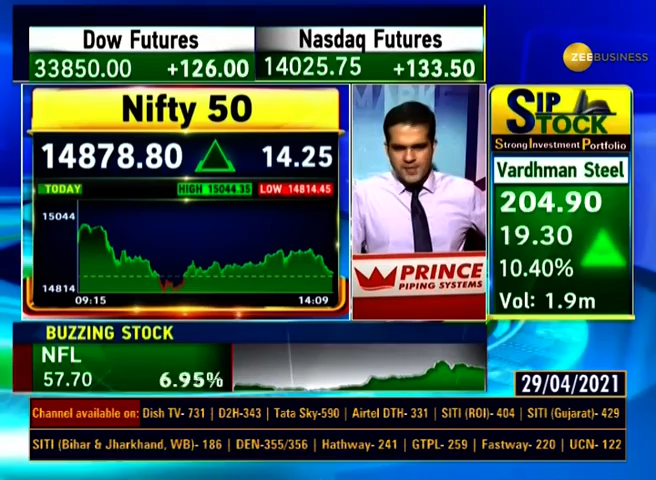 Dow Futures
33850.00 +126.00
Nasdaq Futures
14025.75 +133.50
ZEEBUSINESS
Nifty 50
14878.80 14.25
TODAY HIGH 15044.35 LOW 14814.45
15044
14814
09:15 14:09
MARKE
PRINCE
PIPING SYSTEMS
SIP
STOCK
Strong Investment Portfolio
Vardhman Steel
204.90
19.30
10.40%
Vol: 1.9m
BUZZING STOCK
NFL
57.70 6.95%
29/04/2021
Channel available on: Dish TV- 731 | D2H-343 | Tata Sky-590 | Airtel DTH- 331 | SITI (ROI)- 404 | SITI (Gujarat)- 429
SITI (Bihar & Jharkhand, WB)- 186 | DEN-355/356 | Hathway- 241 | GTPL- 259 | Fastway- 220 | UCN- 122